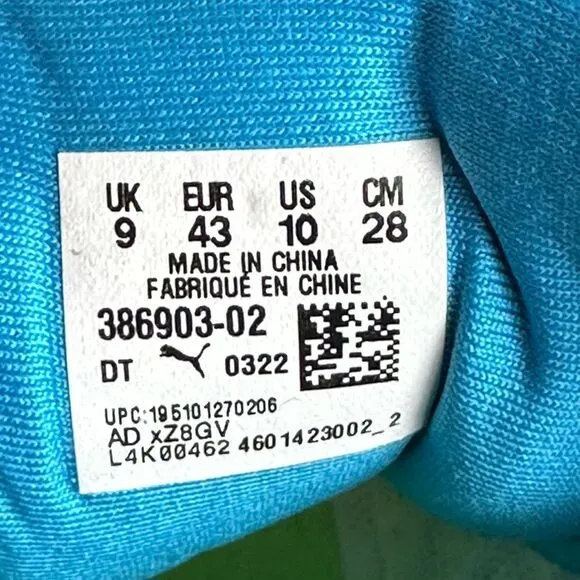 UK EUR US CM
9 43 10 28
MADE IN CHINA
FABRIQUÉ EN CHINE
386903-02
DT 0322
UPC:195101270206
AD xZ8GV
L4K00462 4601423002_2